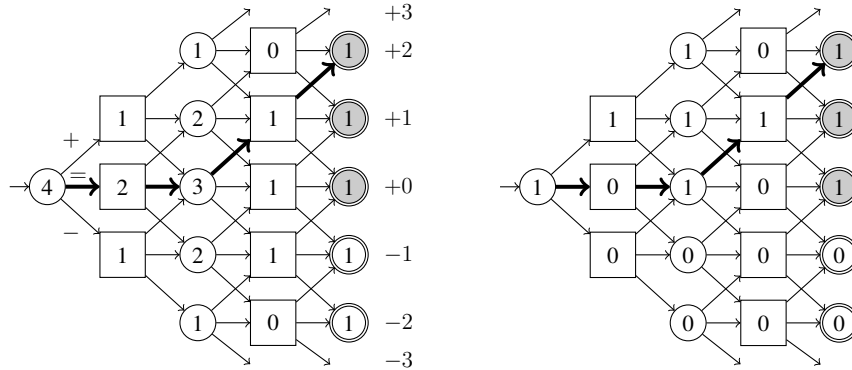 +3
1 0 1 +2 1 0 1
+
1 2 1 1 +1 1 1 1 1
=
4 2 3 1 1 +0 1 0 1 0 1
−
1 2 1 1 −1 0 0 0 0
1 0 1 −2 0 0 0
−3